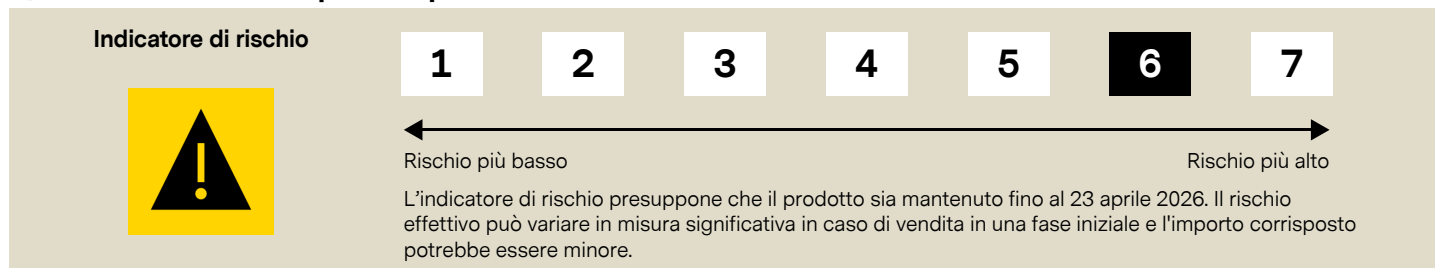 Indicatore di rischio
1 2 3 4 5 6 7
Rischio più basso Rischio più alto
L'indicatore di rischio presuppone che il prodotto sia mantenuto fino al 23 aprile 2026. Il rischio
effettivo può variare in misura significativa in caso di vendita in una fase iniziale e l'importo corrisposto
potrebbe essere minore.